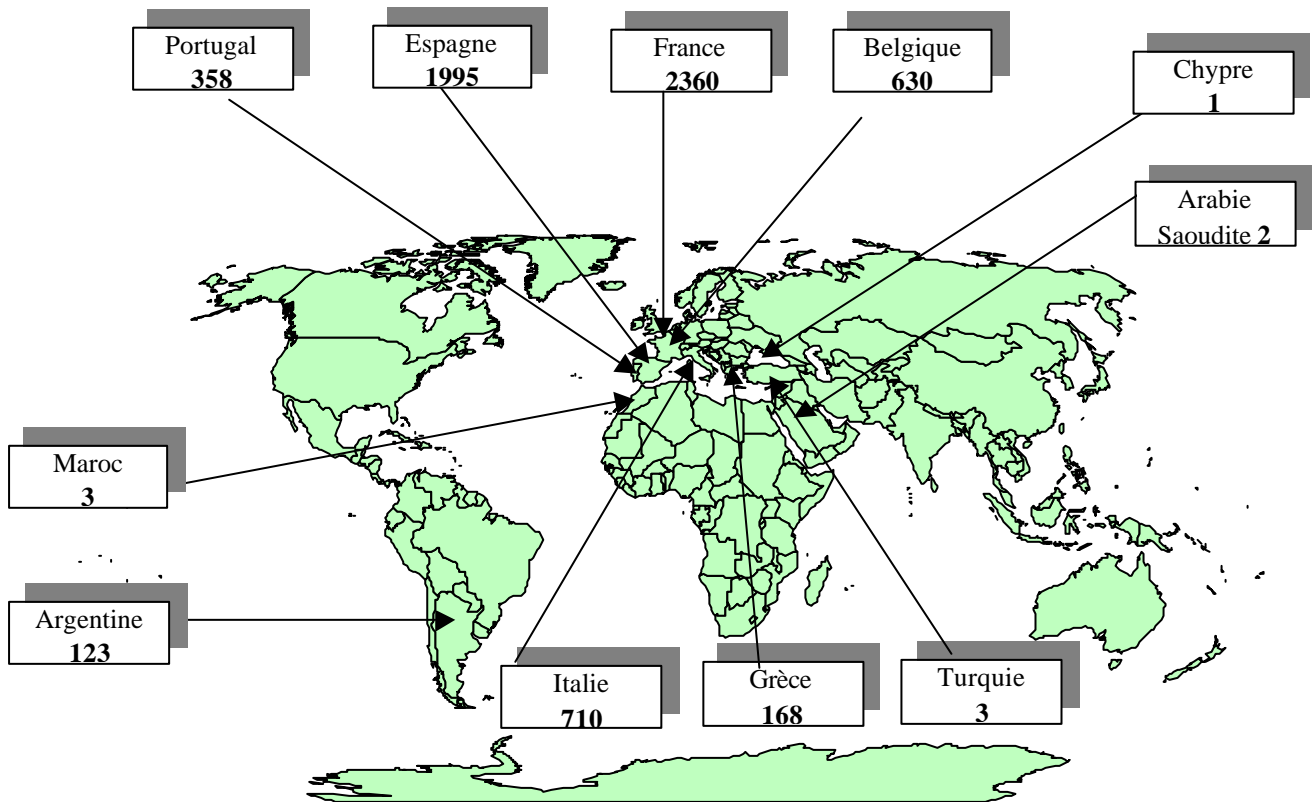 Portugal
358
Espagne
1995
France
2360
Belgique
630
Chypre
1
Arabie
Saoudite 2
Maroc
3
Argentine
123
Italie
710
Grèce
168
Turquie
3